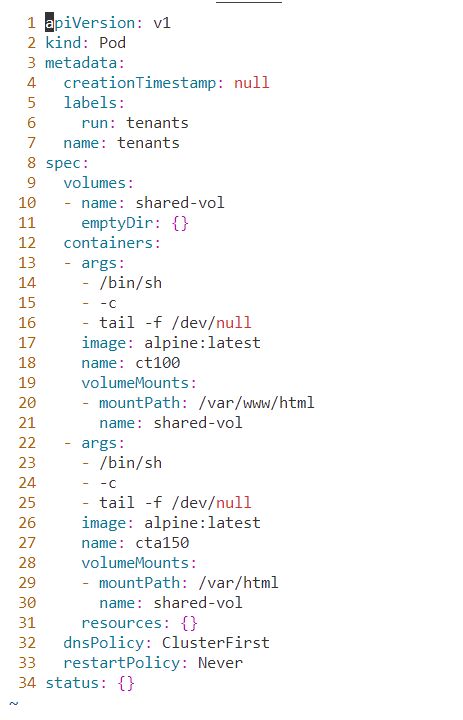 1 apiVersion: v1
2 kind: Pod
3 metadata:
4   creationTimestamp: null
5   labels:
6     run: tenants
7   name: tenants
8 spec:
9   volumes:
10   - name: shared-vol
11     emptyDir: {}
12   containers:
13   - args:
14     - /bin/sh
15     - -c
16     - tail -f /dev/null
17     image: alpine:latest
18     name: ct100
19     volumeMounts:
20     - mountPath: /var/www/html
21       name: shared-vol
22   - args:
23     - /bin/sh
24     - -c
25     - tail -f /dev/null
26     image: alpine:latest
27     name: cta150
28     volumeMounts:
29     - mountPath: /var/html
30       name: shared-vol
31     resources: {}
32   dnsPolicy: ClusterFirst
33   restartPolicy: Never
34 status: {}
~